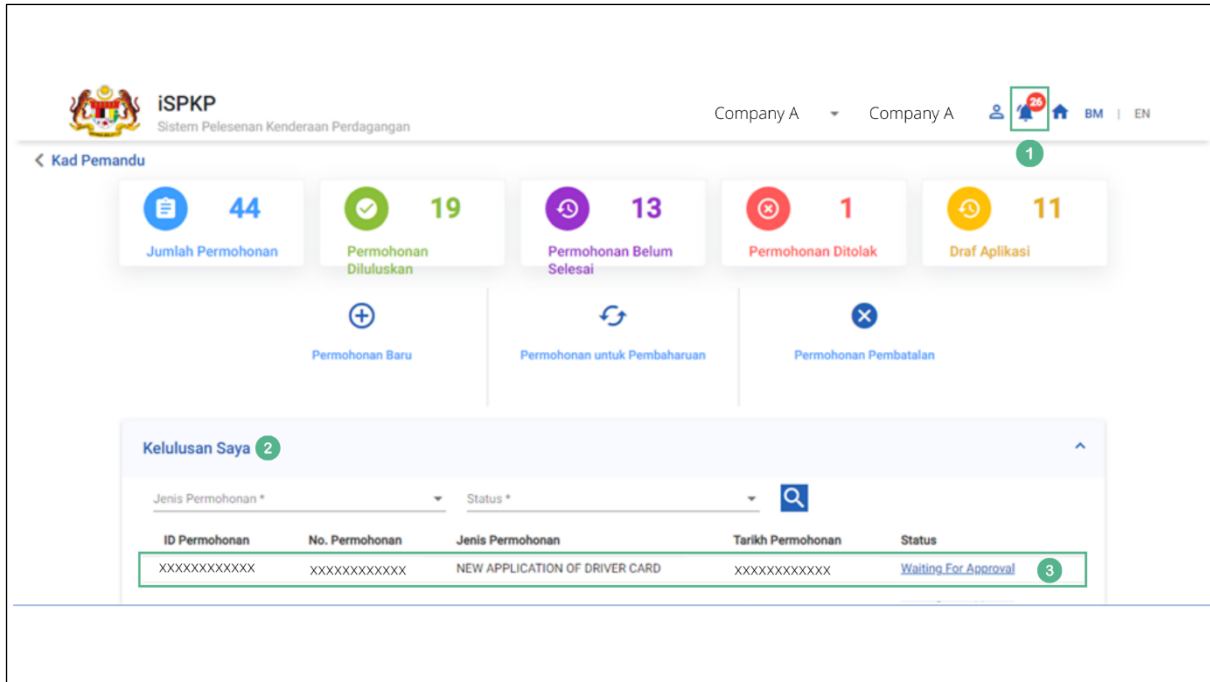 iSPKP
Sistem Pelesenan Kenderaan Perdagangan
Company A Company A 26 BM | EN
1
Kad Pemandu
44 19 13 1 11
Jumlah Permohonan
Permohonan Diluluskan
Permohonan Belum Selesai
Permohonan Ditolak
Draf Aplikasi
Permohonan Baru
Permohonan untuk Pembaharuan
Permohonan Pembatalan
Kelulusan Saya 2
Jenis Permohonan * Status *
ID Permohonan No. Permohonan Jenis Permohonan Tarikh Permohonan Status
XXXXXXXXXXXX XXXXXXXXXXXX NEW APPLICATION OF DRIVER CARD XXXXXXXXXXXX Waiting For Approval 3